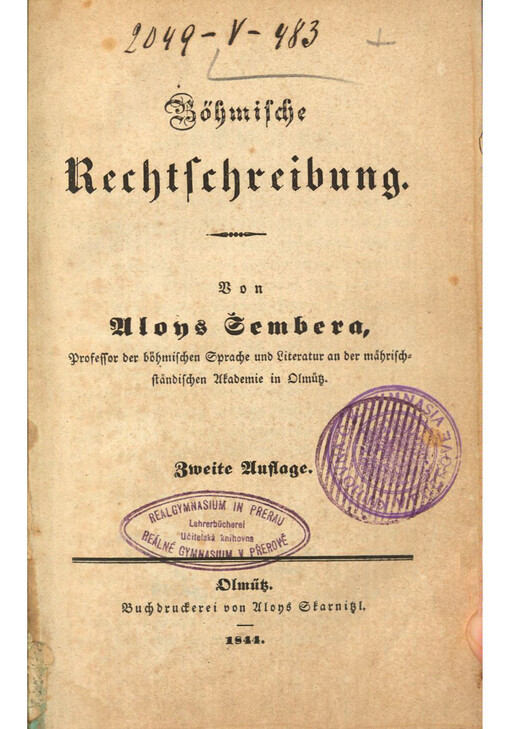 2049-V-483
Böhmische
Rechtschreibung.
Von
Aloys Šembera,
Professor der böhmischen Sprache und Literatur an der mährisch-
ständischen Akademie in Olmütz.
Zweite Auflage.
REALGYMNASIUM IN PRERAU
Lehrerbücherei
Učitelská knihovna
REÁLNÉ GYMNASIUM V PŘEROVĚ
Olmütz.
Buchdruckerei von Aloys Skarnitzl.
1844.